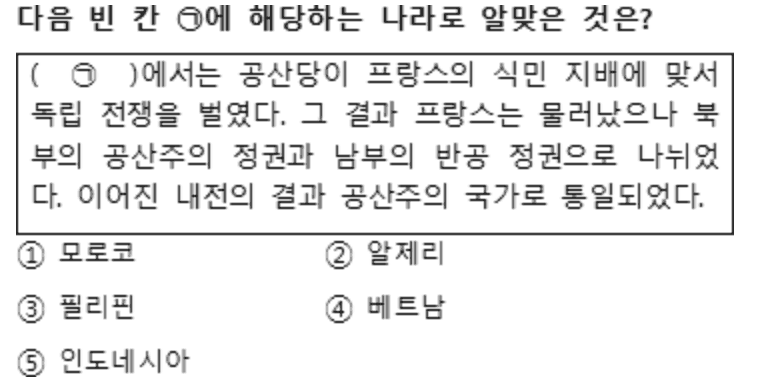 다음 빈 칸 ㉠에 해당하는 나라로 알맞은 것은?
( ㉠ )에서는 공산당이 프랑스의 식민 지배에 맞서
독립 전쟁을 벌였다. 그 결과 프랑스는 물러났으나 북
부의 공산주의 정권과 남부의 반공 정권으로 나뉘었
다. 이어진 내전의 결과 공산주의 국가로 통일되었다.
① 모로코 ② 알제리
③ 필리핀 ④ 베트남
⑤ 인도네시아